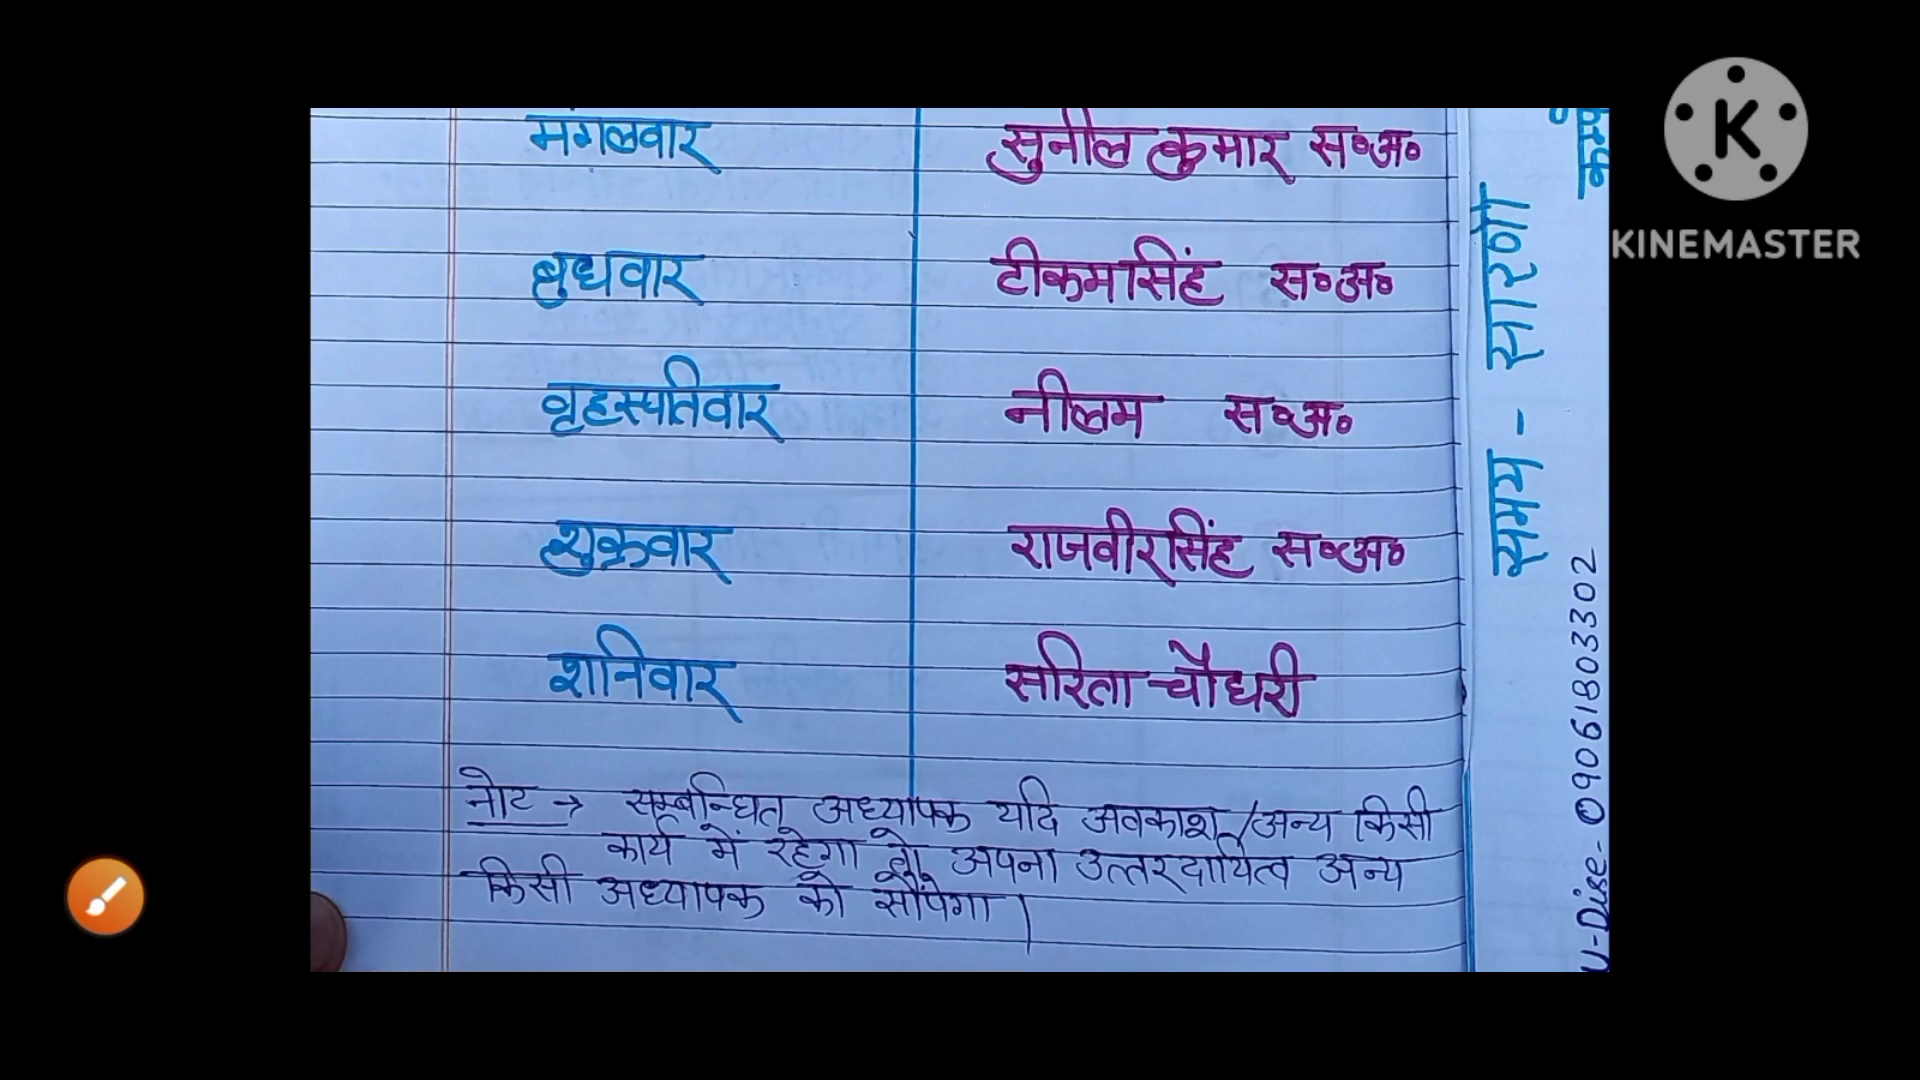 मंगलवार सुनील कुमार स०अ०
बुधवार टीकमसिंह स०अ०
वृहस्पतिवार नीलम स०अ०
शुक्रवार राजवीरसिंह स०अ०
शनिवार सरिता चौधरी
नोट → सम्बन्धित अध्यापक यदि अवकाश/अन्य किसी
कार्य में रहेगा तो अपना उत्तरदायित्व अन्य
किसी अध्यापक को सौंपेगा।
समय - सारणी
U-Dise- 09061803302
K
KINEMASTER